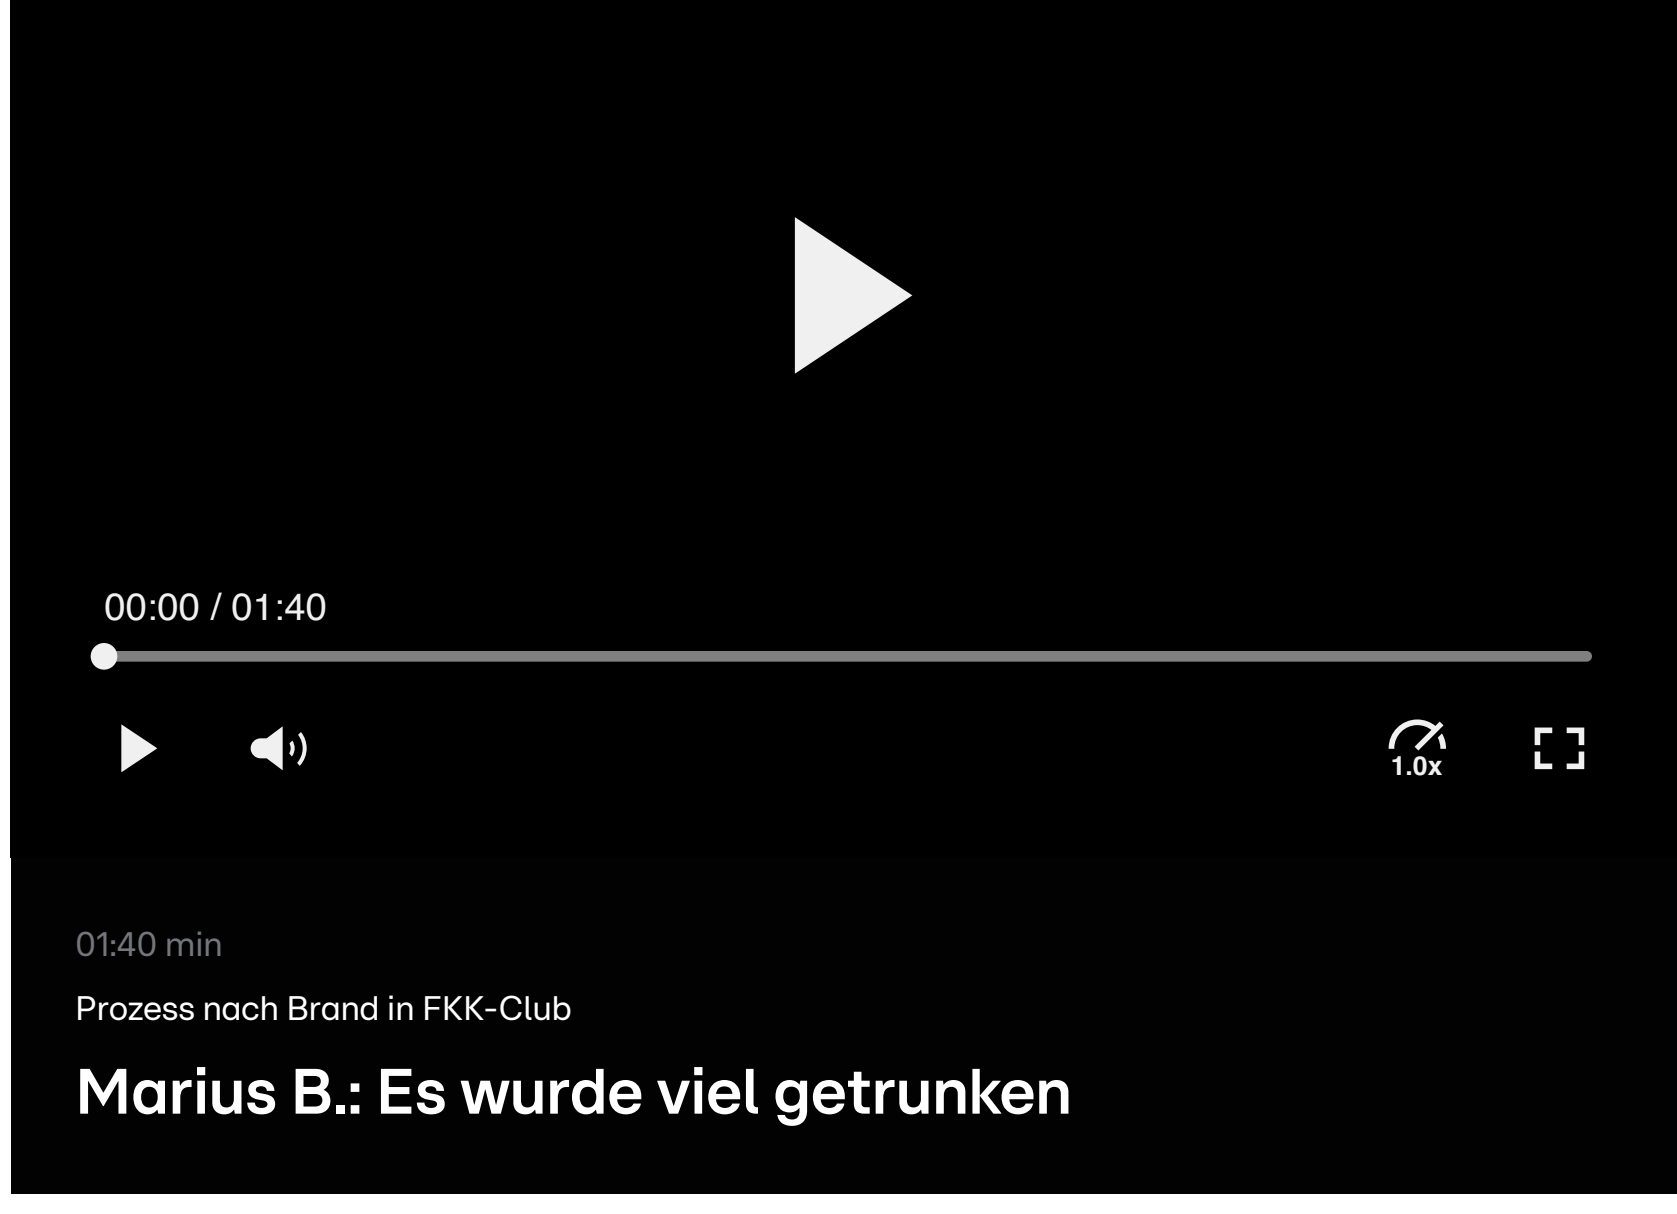 00:00 / 01:40
1.0x
01:40 min
Prozess nach Brand in FKK-Club
Marius B.: Es wurde viel getrunken